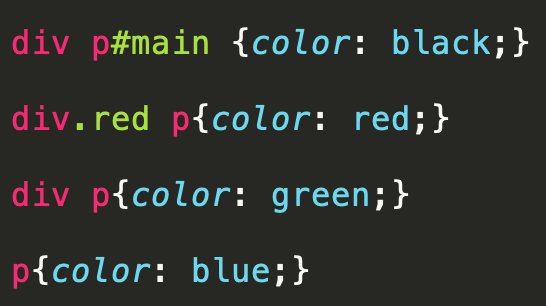 div p#main {color: black;}
div.red p{color: red;}
div p{color: green;}
p{color: blue;}